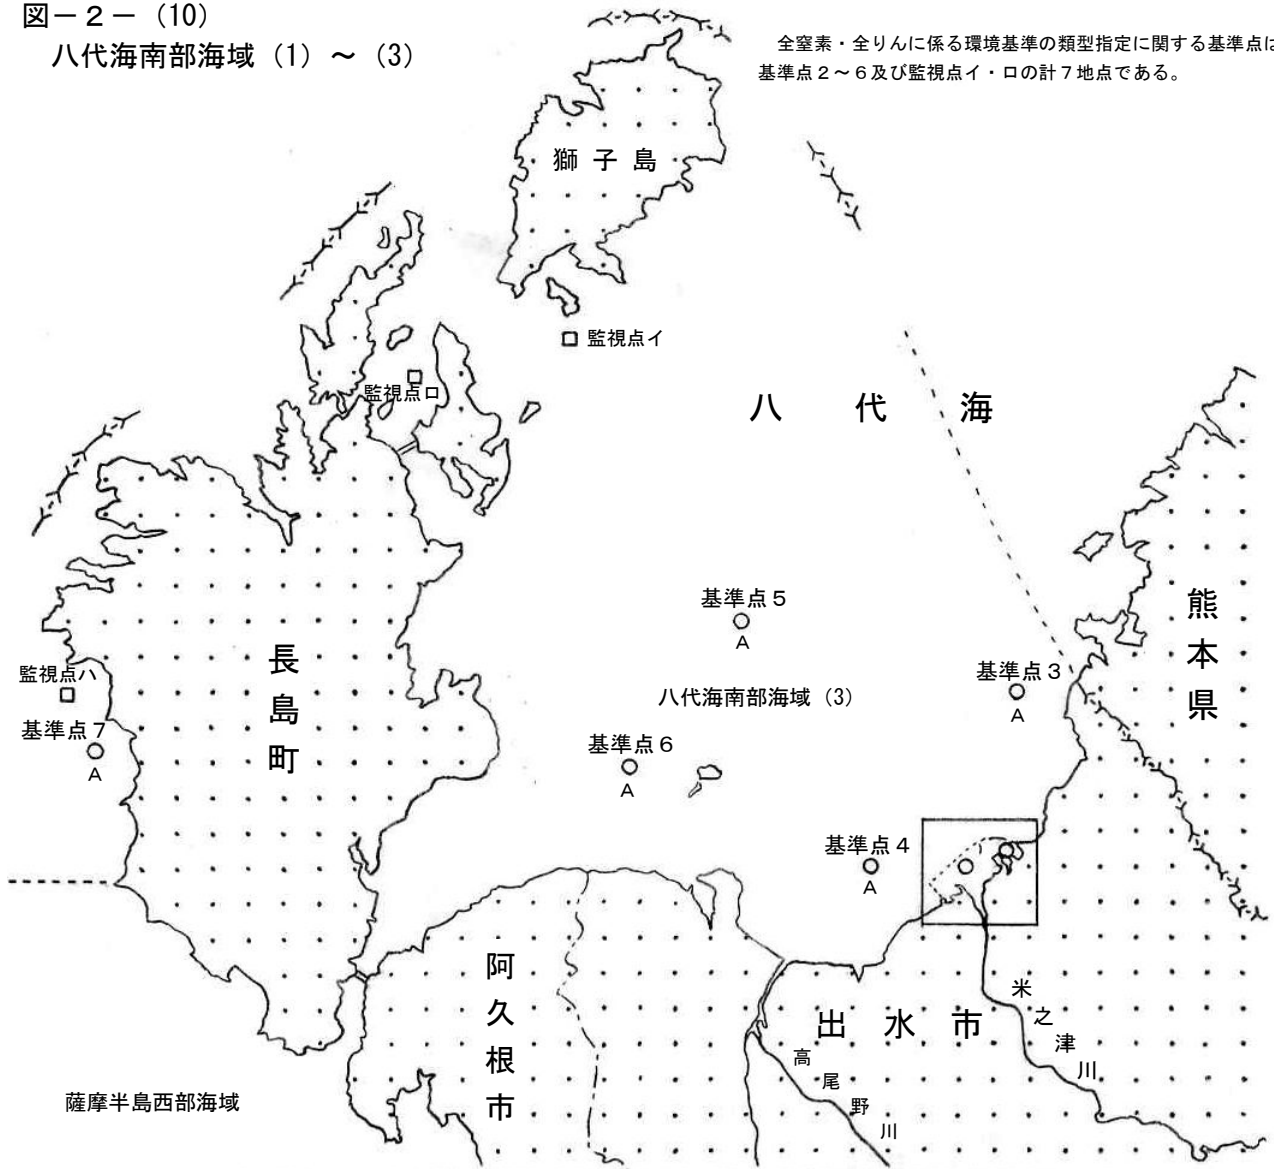 図－２－（10）
八代海南部海域（1）～（3）
全窒素・全りんに係る環境基準の類型指定に関する基準点は
基準点２～６及び監視点イ・ロの計７地点である。
獅子島
監視点イ
監視点ロ
八代海
熊本県
基準点５
A
長島町
監視点ハ
基準点３
A
八代海南部海域（3）
基準点７
A
基準点６
A
基準点４
A
阿久根市
出水市
米之津川
高尾野川
薩摩半島西部海域